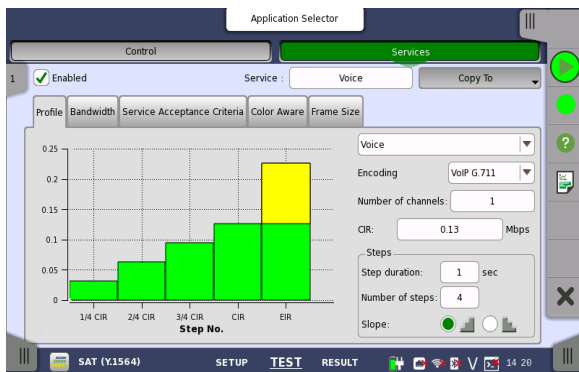 Application Selector
Control Services
1 Enabled Service : Voice Copy To
Profile Bandwidth Service Acceptance Criteria Color Aware Frame Size
Voice
Encoding VoIP G.711
Number of channels: 1
CIR: 0.13 Mbps
Steps
Step duration: 1 sec
Number of steps: 4
Slope:
0.25
0.2
0.15
0.1
0.05
0
1/4 CIR 2/4 CIR 3/4 CIR CIR EIR
Step No.
SAT (Y.1564) SETUP TEST RESULT 14 20